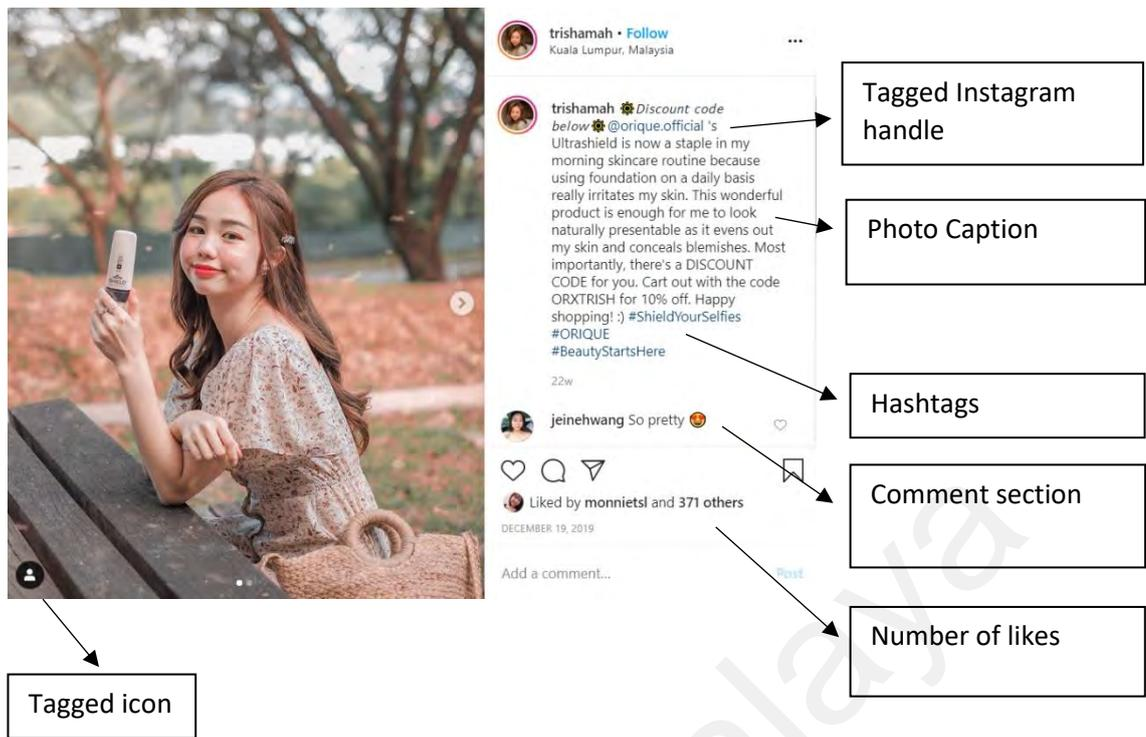 trishamah • Follow
Kuala Lumpur, Malaysia
trishamah Discount code
below @orique.official 's
Ultrashield is now a staple in my
morning skincare routine because
using foundation on a daily basis
really irritates my skin. This wonderful
product is enough for me to look
naturally presentable as it evens out
my skin and conceals blemishes. Most
importantly, there's a DISCOUNT
CODE for you. Cart out with the code
ORXTRISH for 10% off. Happy
shopping! :) #ShieldYourSelfies
#ORIQUE
#BeautyStartsHere
22w
jeinehwang So pretty 🤩
Liked by monnietsl and 371 others
DECEMBER 19, 2019
Add a comment...
Post
Tagged Instagram
handle
Photo Caption
Hashtags
Comment section
Number of likes
Tagged icon
SHIELD
alaya